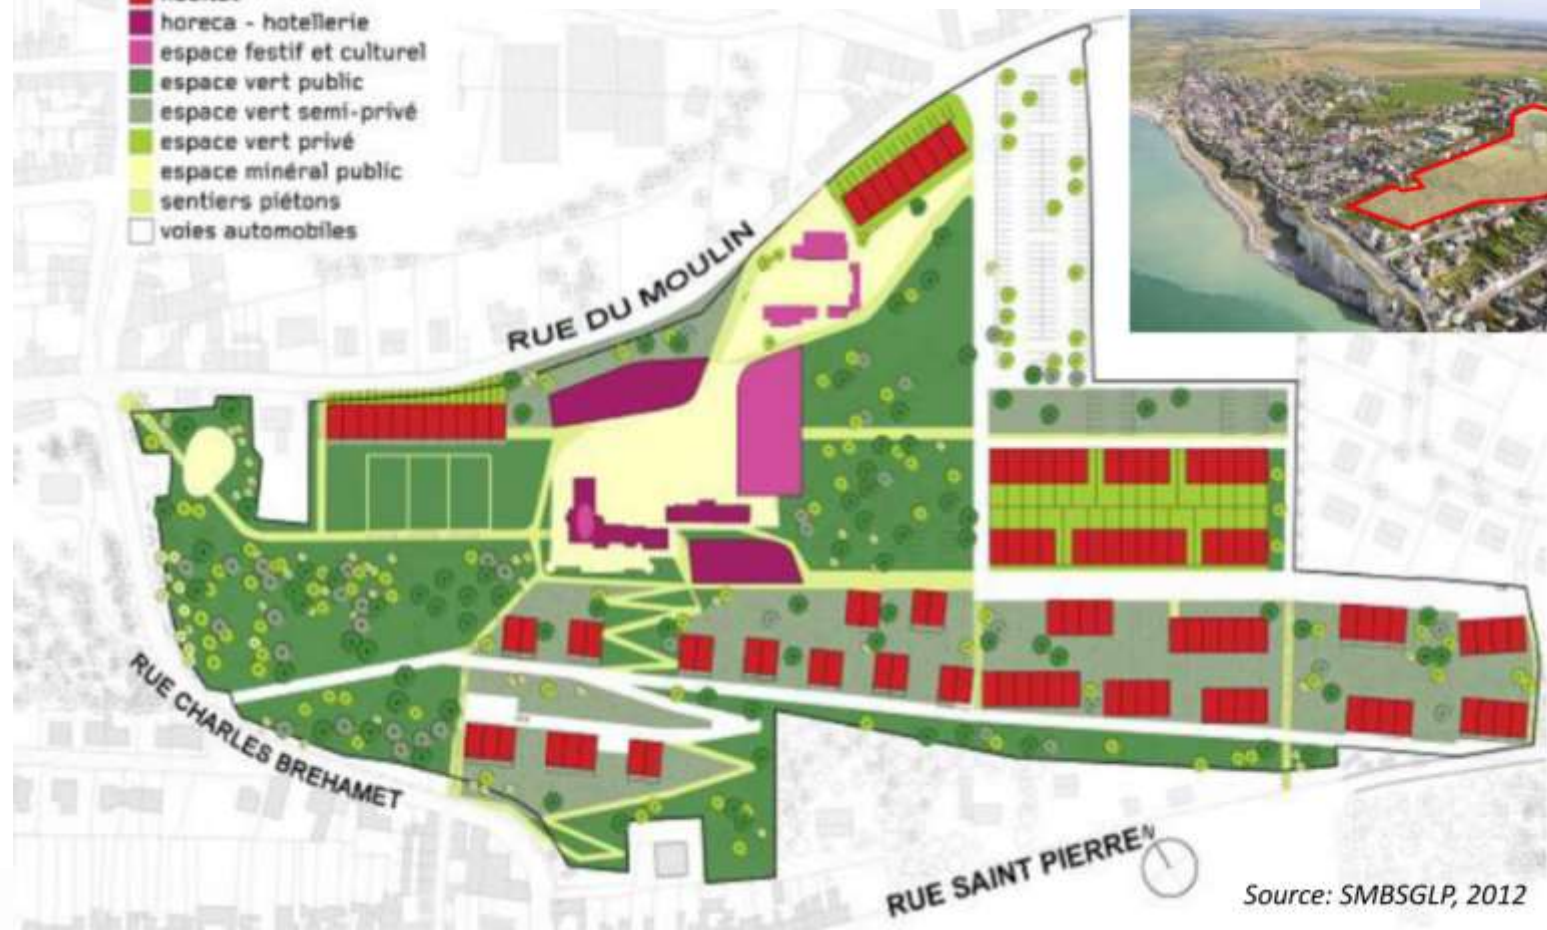 horeca - hotellerie
espace festif et culturel
espace vert public
espace vert semi-privé
espace vert privé
espace minéral public
sentiers piétons
voies automobiles
RUE DU MOULIN
RUE CHARLES BREHAMET
RUE SAINT PIERRE
N
Source: SMBSGLP, 2012